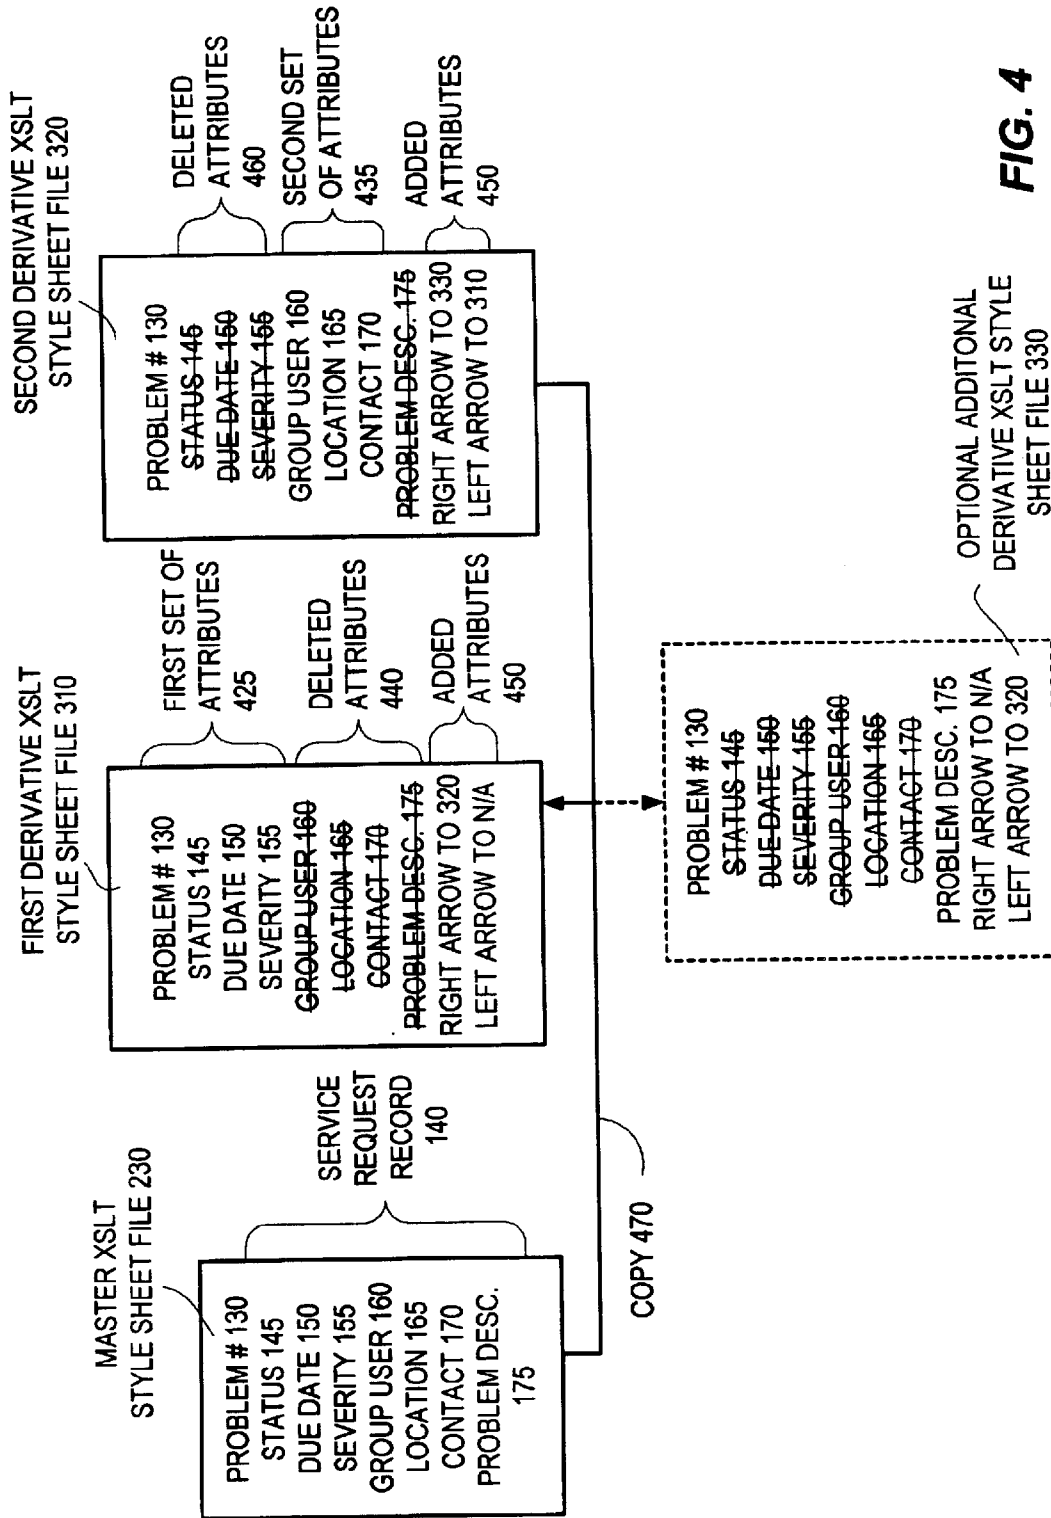 MASTER XSLT
STYLE SHEET FILE 230
PROBLEM # 130
STATUS 145
DUE DATE 150
SEVERITY 155
GROUP USER 160
LOCATION 165
CONTACT 170
PROBLEM DESC.
175
SERVICE
REQUEST
RECORD
140
FIRST DERIVATIVE XSLT
STYLE SHEET FILE 310
PROBLEM # 130
STATUS 145
DUE DATE 150
SEVERITY 155
GROUP USER 160
LOCATION 165
CONTACT 170
PROBLEM DESC. 175
RIGHT ARROW TO 320
LEFT ARROW TO N/A
FIRST SET OF
ATTRIBUTES
425
DELETED
ATTRIBUTES
440
ADDED
ATTRIBUTES
450
SECOND DERIVATIVE XSLT
STYLE SHEET FILE 320
PROBLEM # 130
STATUS 145
DUE DATE 150
SEVERITY 155
GROUP USER 160
LOCATION 165
CONTACT 170
PROBLEM DESC. 175
RIGHT ARROW TO 330
LEFT ARROW TO 310
DELETED
ATTRIBUTES
460
SECOND SET
OF ATTRIBUTES
435
ADDED
ATTRIBUTES
450
COPY 470
PROBLEM # 130
STATUS 145
DUE DATE 150
SEVERITY 155
GROUP USER 160
LOCATION 165
CONTACT 170
PROBLEM DESC. 175
RIGHT ARROW TO N/A
LEFT ARROW TO 320
OPTIONAL ADDITONAL
DERIVATIVE XSLT STYLE
SHEET FILE 330
FIG. 4